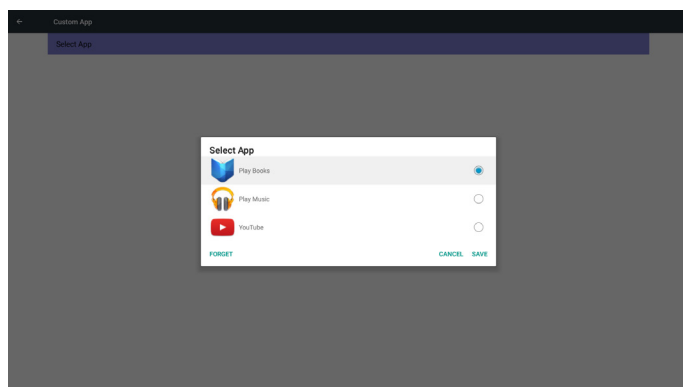 Custom App
Select App
Select App
Play Books
Play Music
YouTube
FORGET CANCEL SAVE